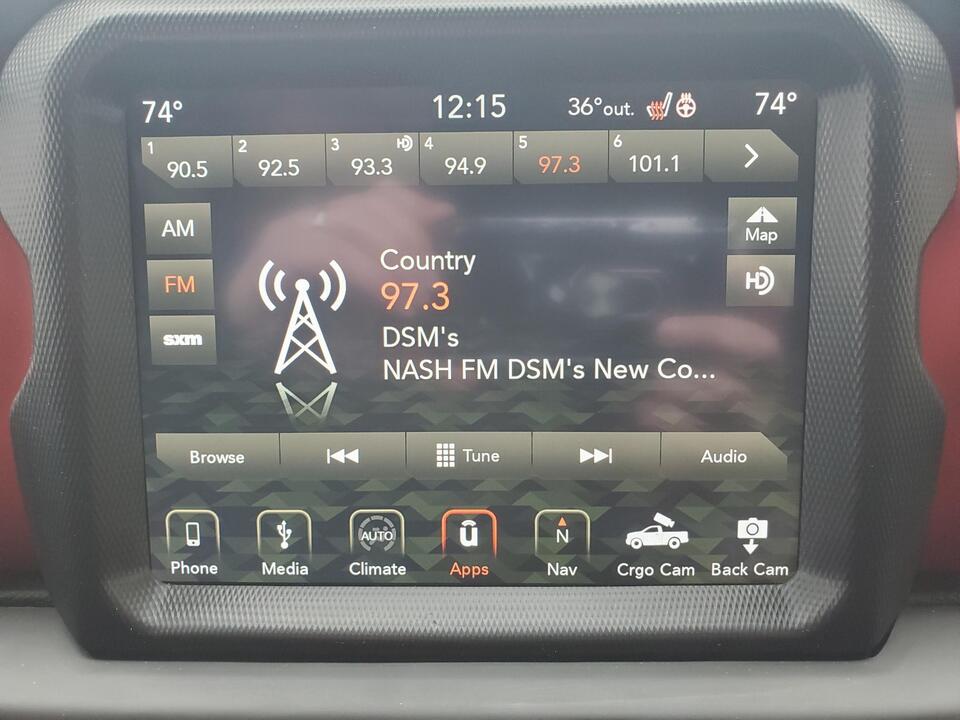 74° 12:15 36°out. 74°
1 2 3 HD 4 5 6
90.5 92.5 93.3 94.9 97.3 101.1
AM
Map
FM
HD
sxm
Country
97.3
DSM's
NASH FM DSM's New Co...
Browse Tune Audio
AUTO N
Phone Media Climate Apps Nav Crgo Cam Back Cam